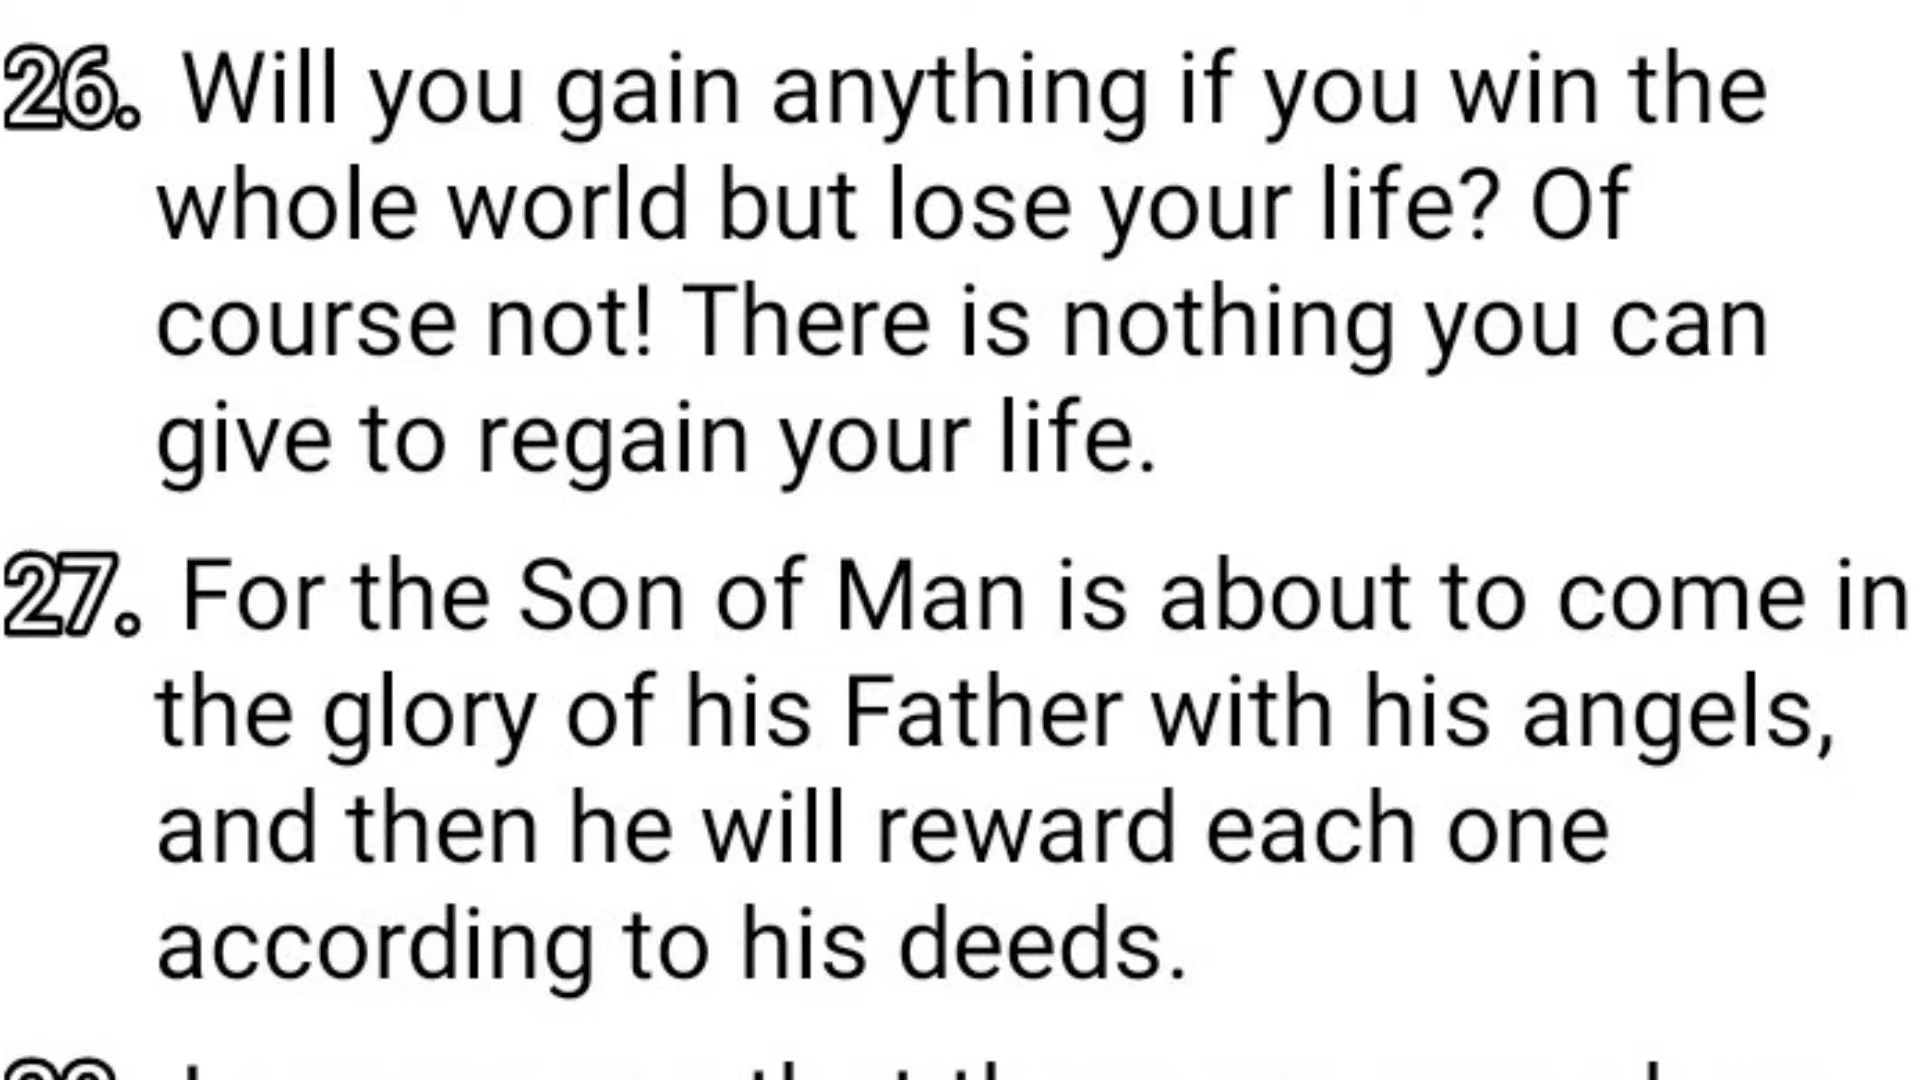 26. Will you gain anything if you win the
whole world but lose your life? Of
course not! There is nothing you can
give to regain your life.
27. For the Son of Man is about to come in
the glory of his Father with his angels,
and then he will reward each one
according to his deeds.